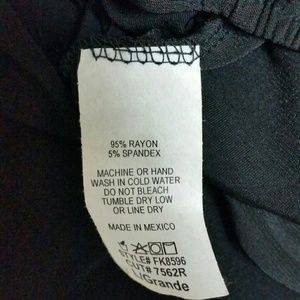 95% RAYON
5% SPANDEX
MACHINE OR HAND
WASH IN COLD WATER
DO NOT BLEACH
TUMBLE DRY LOW
OR LINE DRY
MADE IN MEXICO
STYLE# FK8596
CUT# 7562R
L/Grande